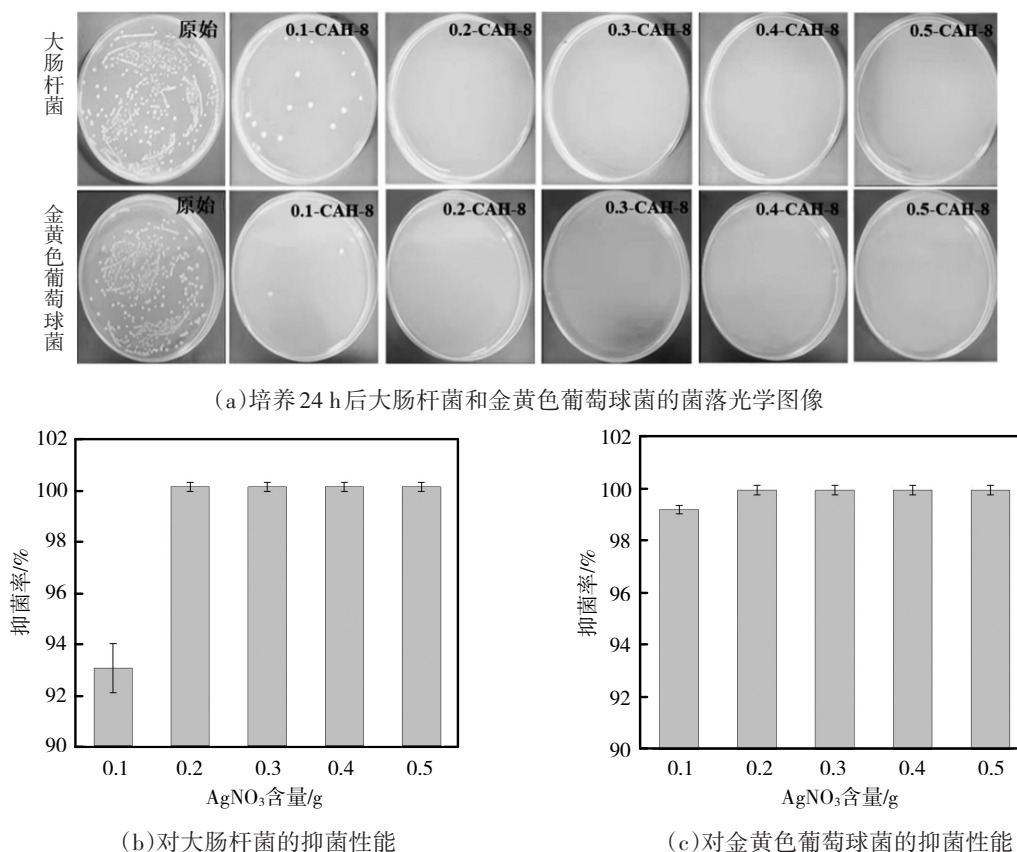 大肠杆菌
原始
0.1-CAH-8
0.2-CAH-8
0.3-CAH-8
0.4-CAH-8
0.5-CAH-8
金黄色葡萄球菌
原始
0.1-CAH-8
0.2-CAH-8
0.3-CAH-8
0.4-CAH-8
0.5-CAH-8
(a)培养24 h后大肠杆菌和金黄色葡萄球菌的菌落光学图像
102
100
98
96
94
92
90
抑菌率/%
0.1 0.2 0.3 0.4 0.5
AgNO₃含量/g
(b)对大肠杆菌的抑菌性能
102
100
98
96
94
92
90
抑菌率/%
0.1 0.2 0.3 0.4 0.5
AgNO₃含量/g
(c)对金黄色葡萄球菌的抑菌性能